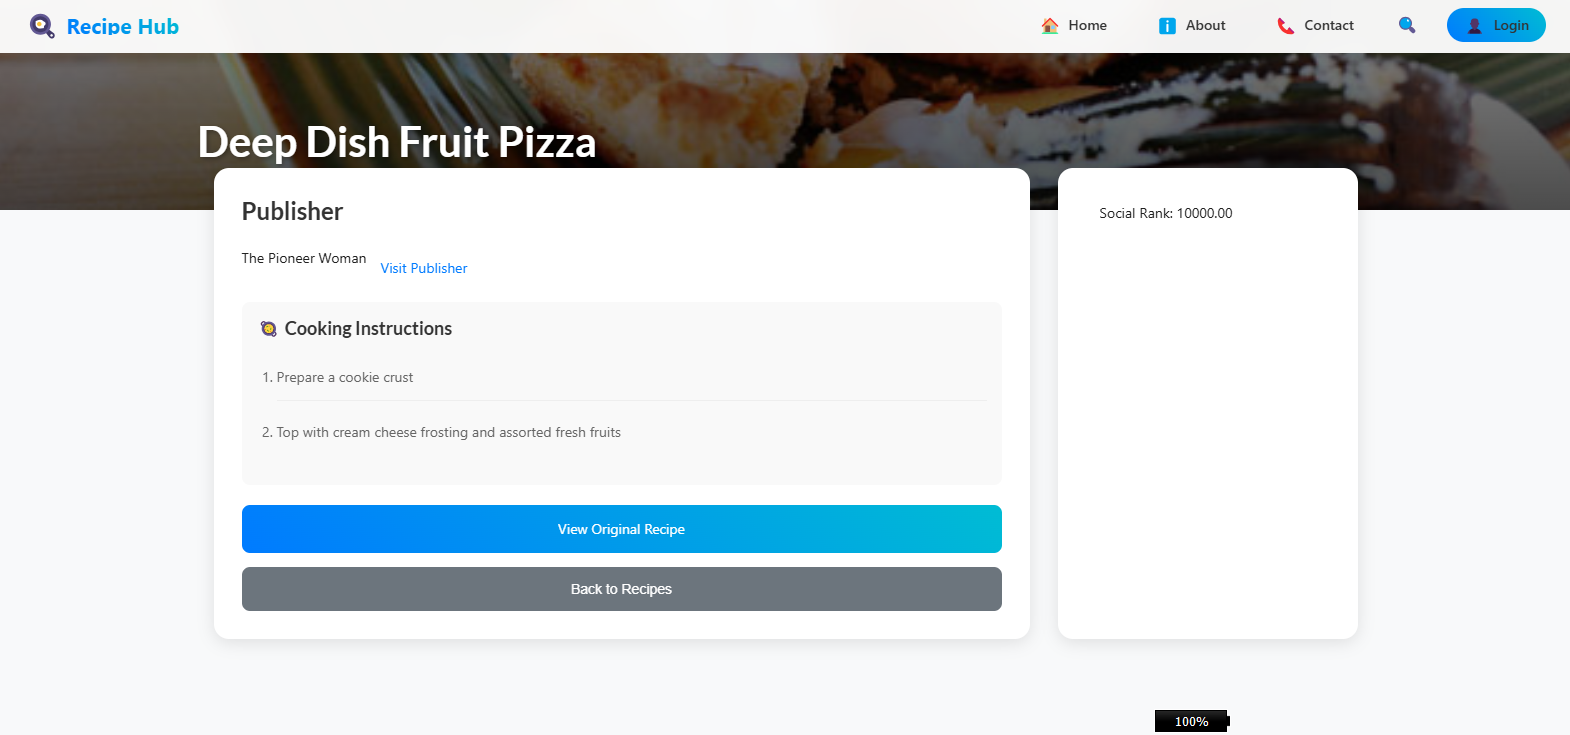 Recipe Hub
Home
About
Contact
Login
Deep Dish Fruit Pizza
Publisher
The Pioneer Woman
Visit Publisher
Cooking Instructions
1. Prepare a cookie crust
2. Top with cream cheese frosting and assorted fresh fruits
View Original Recipe
Back to Recipes
Social Rank: 10000.00
100%